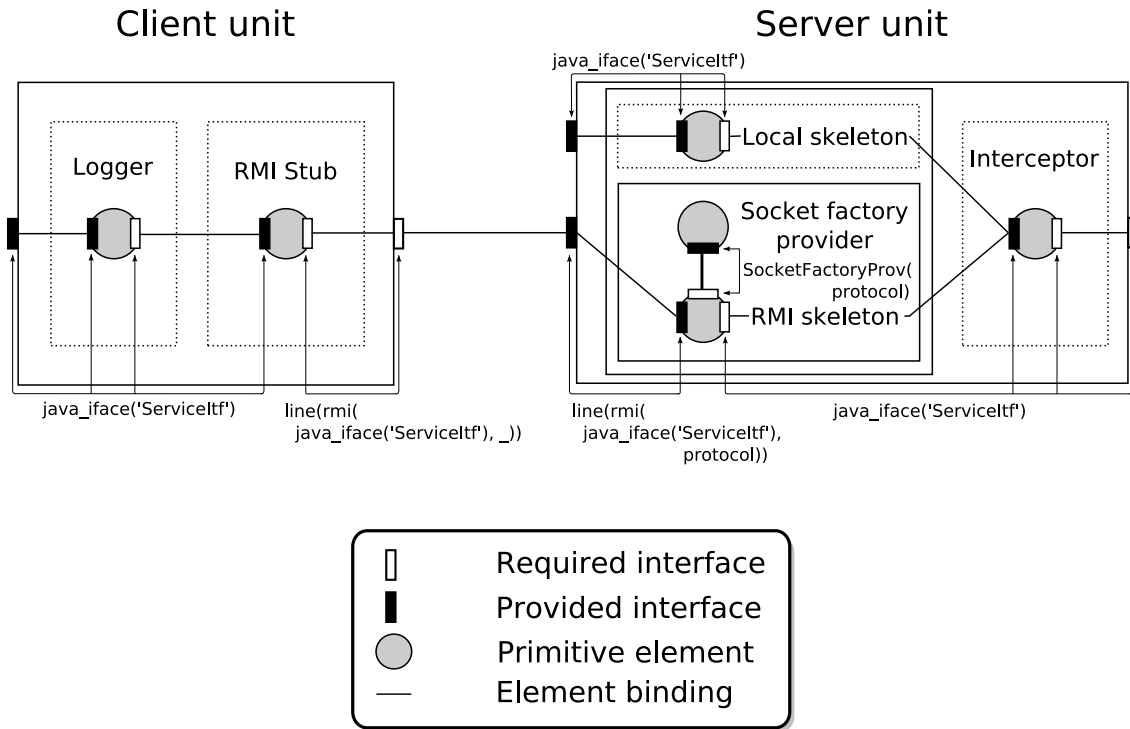 Client unit
Server unit
java_iface('ServiceItf')
Logger
RMI Stub
Local skeleton
Interceptor
Socket factory
provider
SocketFactoryProv(
protocol)
RMI skeleton
java_iface('ServiceItf')
line(rmi(
java_iface('ServiceItf'), _))
line(rmi(
java_iface('ServiceItf'),
protocol))
java_iface('ServiceItf')
Required interface
Provided interface
Primitive element
Element binding